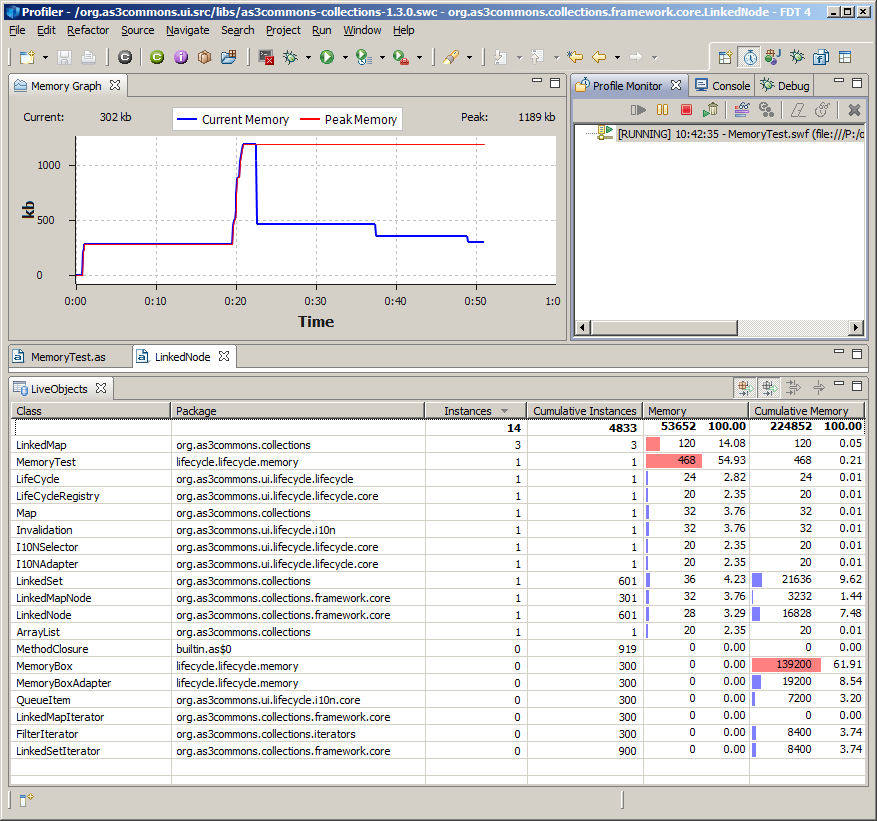 Profiler - /org.as3commons.ui.src/libs/as3commons-collections-1.3.0.swc - org.as3commons.collections.framework.core.LinkedNode - FDT 4
File Edit Refactor Source Navigate Search Project Run Window Help
Memory Graph
Current: 302 kb Current Memory Peak Memory Peak: 1189 kb
1000
500
0
kb
0:00 0:10 0:20 0:30 0:40 0:50 1:0
Time
Profile Monitor Console Debug
[RUNNING] 10:42:35 - MemoryTest.swf (file:///P:/c
MemoryTest.as LinkedNode
LiveObjects
Class Package Instances Cumulative Instances Memory Cumulative Memory
14 4833 53652 100.00 224852 100.00
LinkedMap org.as3commons.collections 3 3 120 14.08 120 0.05
MemoryTest lifecycle.lifecycle.memory 1 1 468 54.93 468 0.21
LifeCycle org.as3commons.ui.lifecycle.lifecycle 1 1 24 2.82 24 0.01
LifeCycleRegistry org.as3commons.ui.lifecycle.lifecycle.core 1 1 20 2.35 20 0.01
Map org.as3commons.collections 1 1 32 3.76 32 0.01
Invalidation org.as3commons.ui.lifecycle.i10n 1 1 32 3.76 32 0.01
I10NSelector org.as3commons.ui.lifecycle.lifecycle.core 1 1 20 2.35 20 0.01
I10NAdapter org.as3commons.ui.lifecycle.lifecycle.core 1 1 20 2.35 20 0.01
LinkedSet org.as3commons.collections 1 601 36 4.23 21636 9.62
LinkedMapNode org.as3commons.collections.framework.core 1 301 32 3.76 3232 1.44
LinkedNode org.as3commons.collections.framework.core 1 601 28 3.29 16828 7.48
ArrayList org.as3commons.collections 1 1 20 2.35 20 0.01
MethodClosure builtin.as$0 0 919 0 0.00 0 0.00
MemoryBox lifecycle.lifecycle.memory 0 300 0 0.00 139200 61.91
MemoryBoxAdapter lifecycle.lifecycle.memory 0 300 0 0.00 19200 8.54
QueueItem org.as3commons.ui.lifecycle.i10n.core 0 300 0 0.00 7200 3.20
LinkedMapIterator org.as3commons.collections.framework.core 0 300 0 0.00 0 0.00
FilterIterator org.as3commons.collections.iterators 0 300 0 0.00 8400 3.74
LinkedSetIterator org.as3commons.collections.framework.core 0 900 0 0.00 8400 3.74